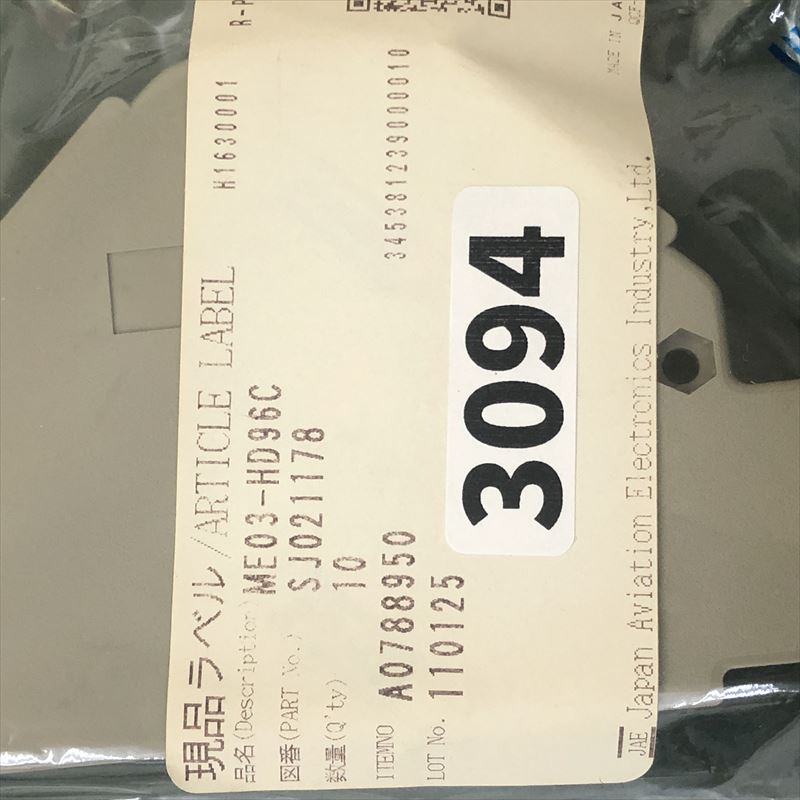 現品ラベル/ARTICLE LABEL
H1630001
R-P
品名(Description) ME03-HD96C
図番(PART No.) SJ021178
数量(Q'ty) 10
ITEMNO A0788950
345381239000010
LOT No. 110125
3094
MADE IN JA
JAE Japan Aviation Electronics Industry,Ltd.